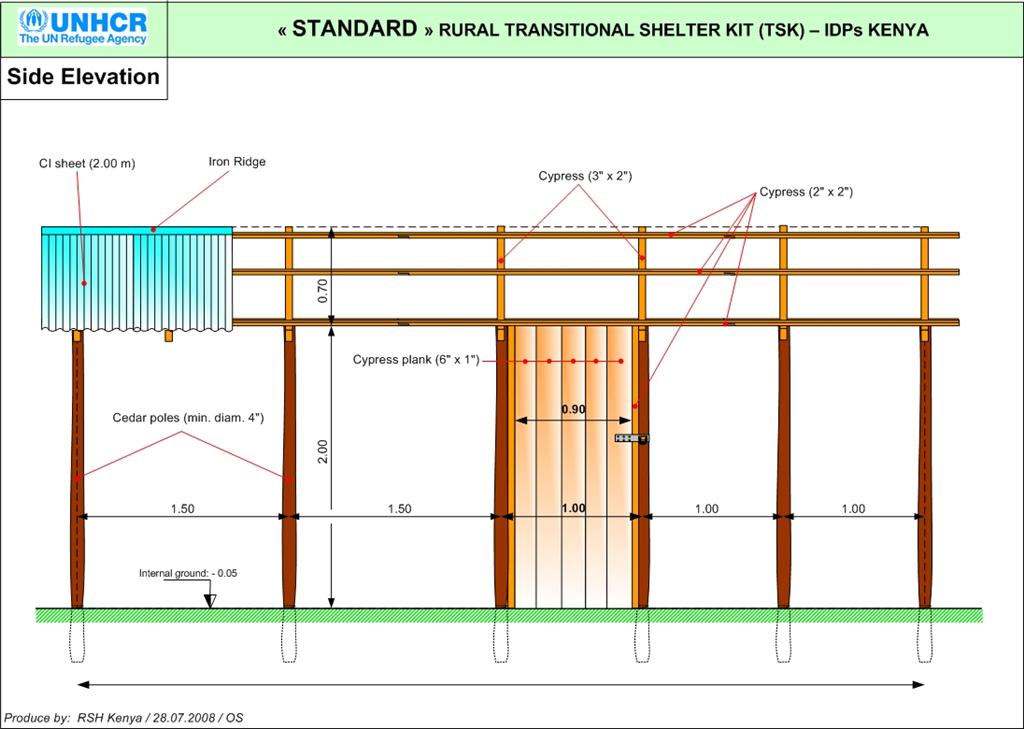 UNHCR
The UN Refugee Agency
« STANDARD » RURAL TRANSITIONAL SHELTER KIT (TSK) – IDPs KENYA
Side Elevation
CI sheet (2.00 m)
Iron Ridge
Cypress (3" x 2")
Cypress (2" x 2")
0.70
Cypress plank (6" x 1")
0.90
Cedar poles (min. diam. 4")
2.00
1.50
1.50
1.00
1.00
1.00
Internal ground: - 0.05
Produce by: RSH Kenya / 28.07.2008 / OS